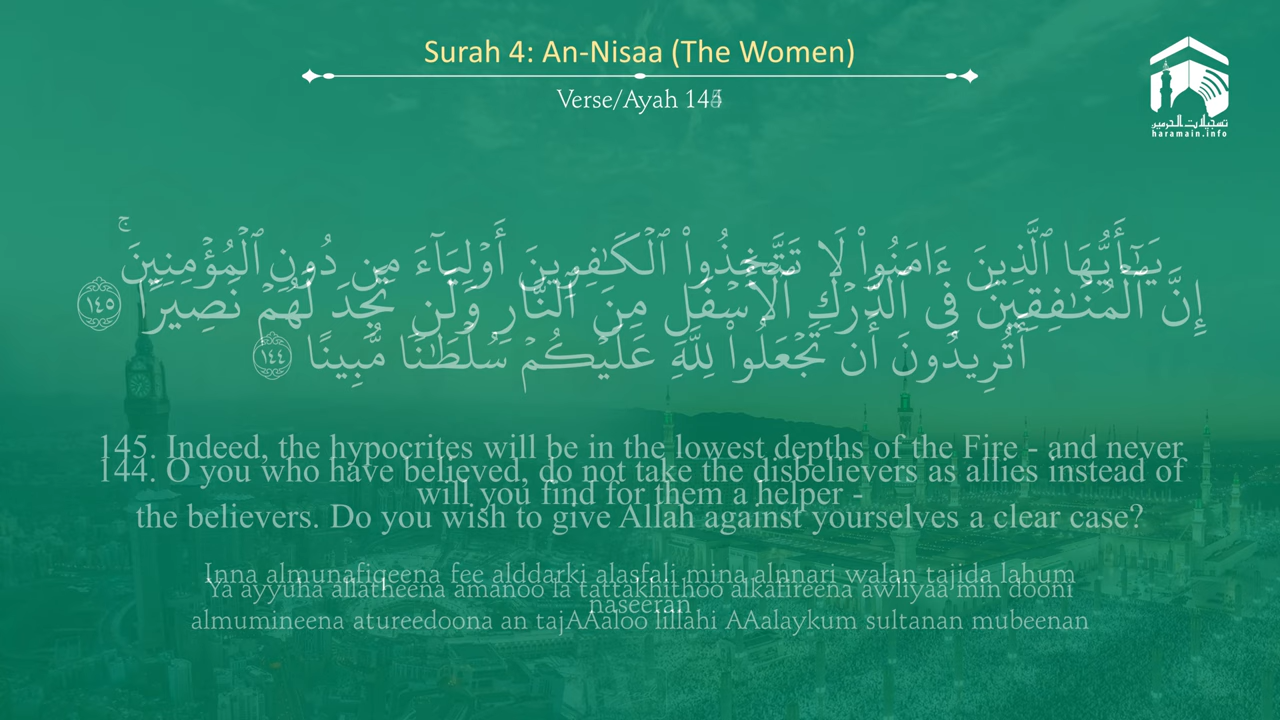 Surah 4: An-Nisaa (The Women)
Verse/Ayah 144
تسجيلات الحرمين
haramain.info
يَـٰٓأَيُّهَا ٱلَّذِينَ ءَامَنُوا۟ لَا تَتَّخِذُوا۟ ٱلْكَـٰفِرِينَ أَوْلِيَآءَ مِن دُونِ ٱلْمُؤْمِنِينَ ۚ
إِنَّ ٱلْمُنَـٰفِقِينَ فِى ٱلدَّرْكِ ٱلْأَسْفَلِ مِنَ ٱلنَّارِ وَلَن تَجِدَ لَهُمْ نَصِيرًا ١٤٥
أَتُرِيدُونَ أَن تَجْعَلُوا۟ لِلَّهِ عَلَيْكُمْ سُلْطَـٰنًا مُّبِينًا ١٤٤
145. Indeed, the hypocrites will be in the lowest depths of the Fire - and never
144. O you who have believed, do not take the disbelievers as allies instead of
will you find for them a helper -
the believers. Do you wish to give Allah against yourselves a clear case?
Inna almunafiqeena fee alddarki alasfali mina alnnari walan tajida lahum
Ya ayyuha allatheena amanoo la tattakhithoo alkafireena awliyaa min dooni
naseeran
almumineena atureedoona an tajAAaloo lillahi AAalaykum sultanan mubeenan